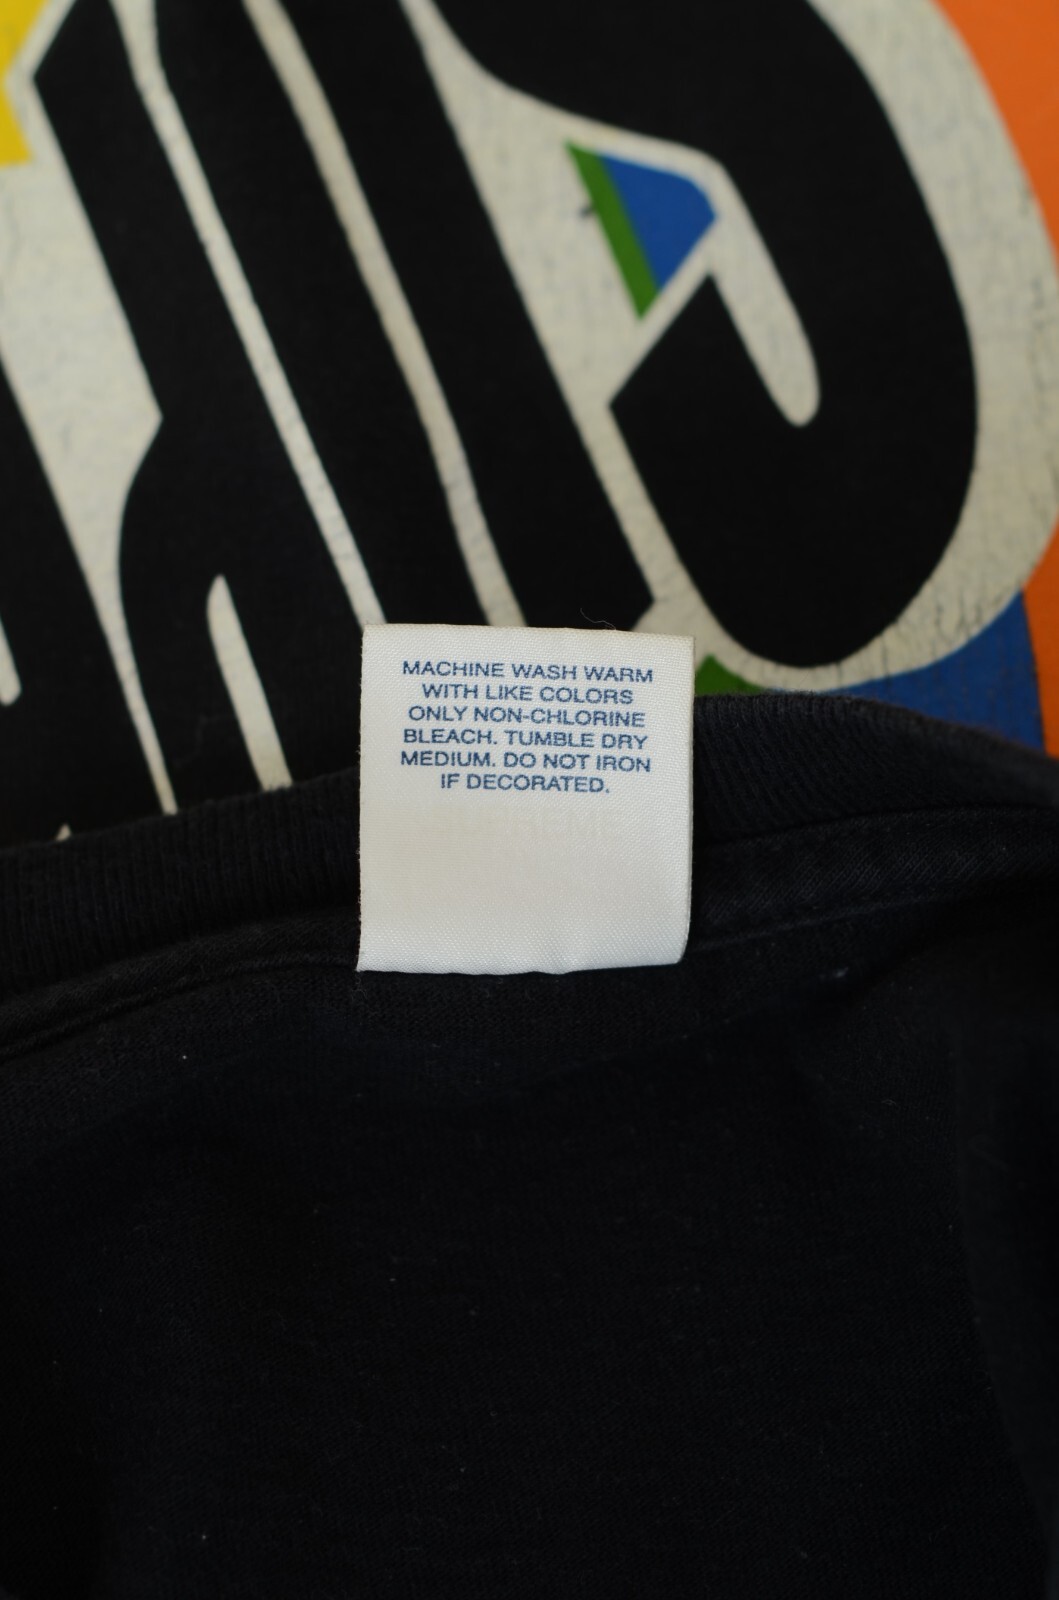 MACHINE WASH WARM
WITH LIKE COLORS
ONLY NON-CHLORINE
BLEACH. TUMBLE DRY
MEDIUM. DO NOT IRON
IF DECORATED.